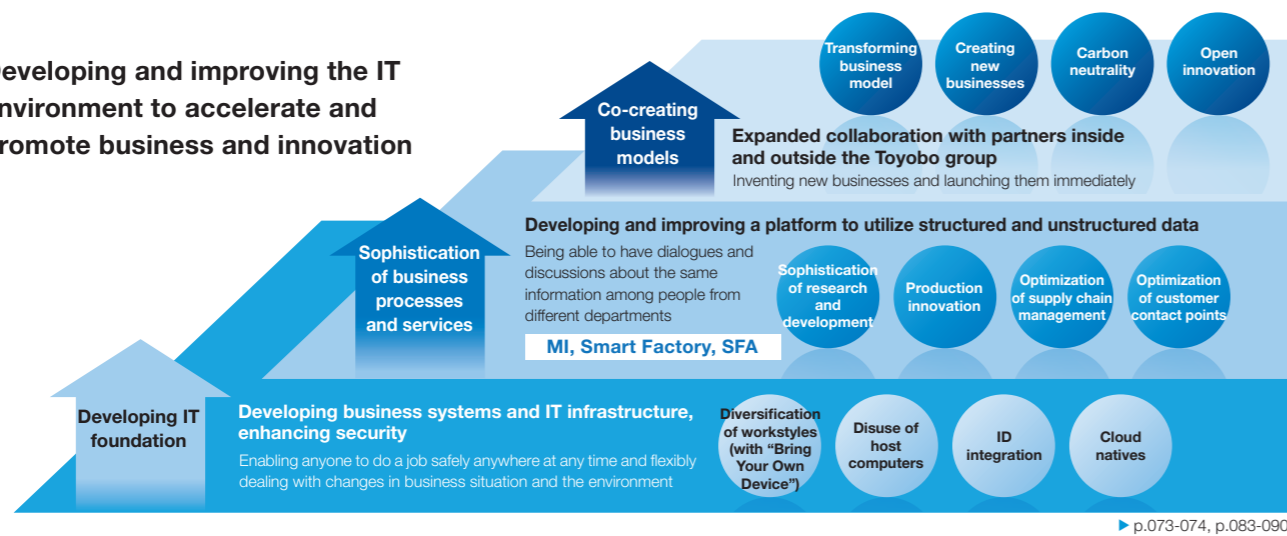 eveloping and improving the IT
nvironment to accelerate and
romote business and innovation
Transforming
business
model
Creating
new
businesses
Carbon
neutrality
Open
innovation
Co-creating
business
models
Expanded collaboration with partners inside
and outside the Toyobo group
Inventing new businesses and launching them immediately
Sophistication
of business
processes
and services
Developing and improving a platform to utilize structured and unstructured data
Being able to have dialogues and
discussions about the same
information among people from
different departments
MI, Smart Factory, SFA
Sophistication
of research
and
development
Production
innovation
Optimization
of supply chain
management
Optimization
of customer
contact points
Developing IT
foundation
Developing business systems and IT infrastructure,
enhancing security
Enabling anyone to do a job safely anywhere at any time and flexibly
dealing with changes in business situation and the environment
Diversification
of workstyles
(with “Bring
Your Own
Device”)
Disuse of
host
computers
ID
integration
Cloud
natives
▶ p.073-074, p.083-090